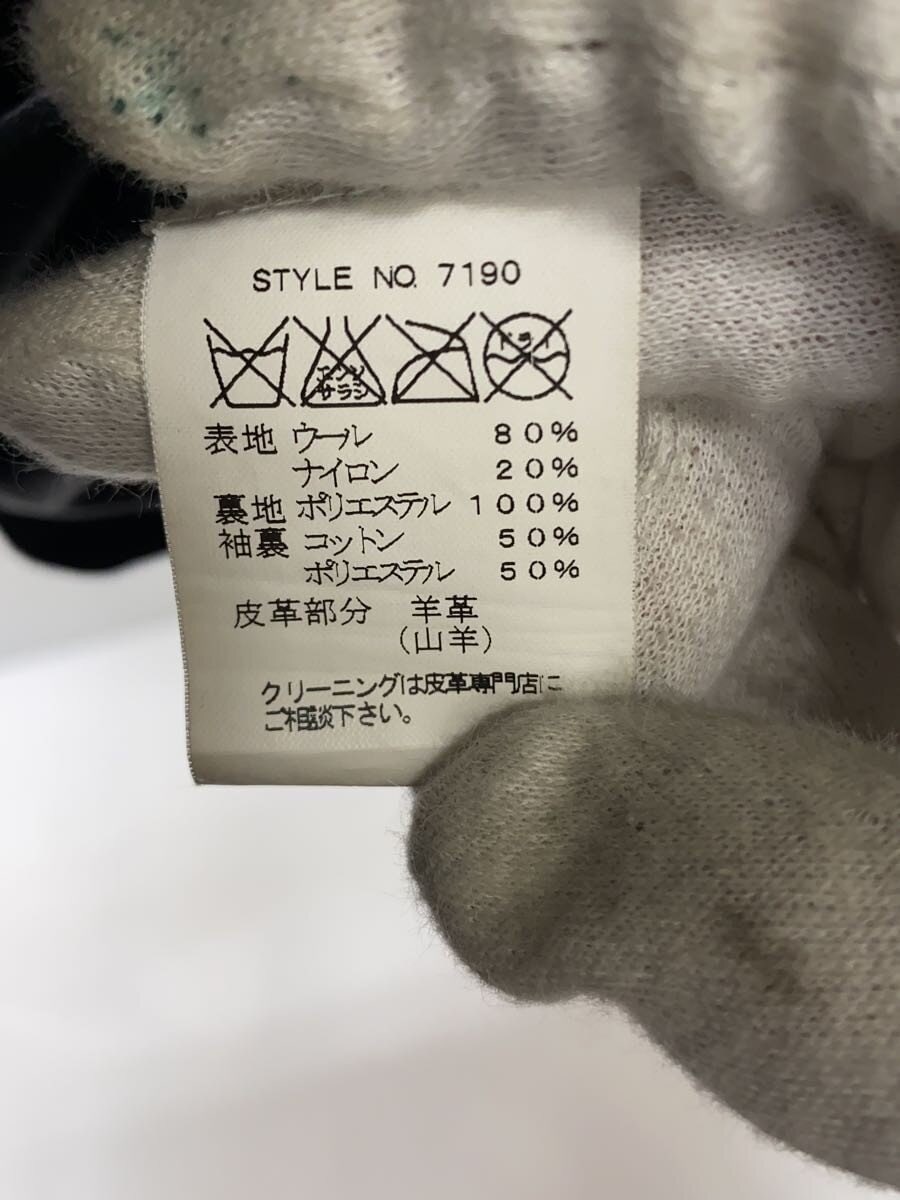 STYLE NO. 7190
エンソ
サラシ
ドライ
表地 ウール 80%
ナイロン 20%
裏地 ポリエステル 100%
袖裏 コットン 50%
ポリエステル 50%
皮革部分 羊革
(山羊)
クリーニングは皮革専門店に
ご相談下さい。